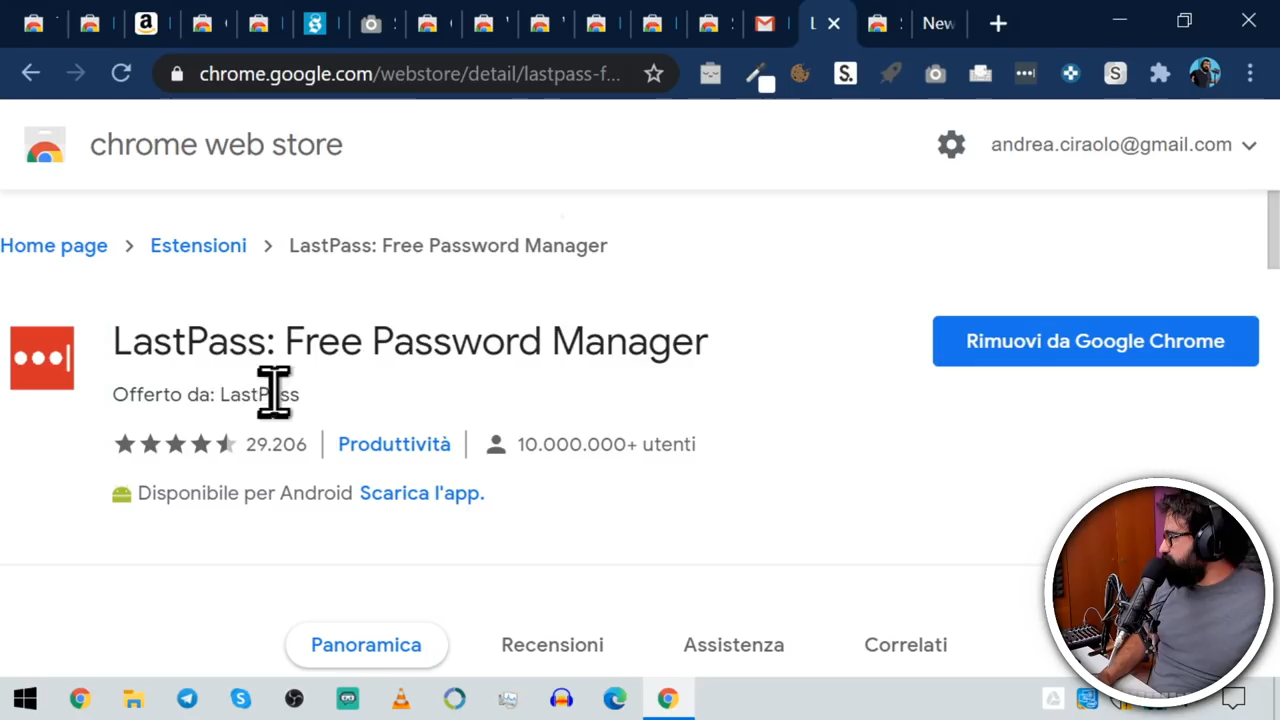 New
chrome.google.com/webstore/detail/lastpass-f...
chrome web store
andrea.ciraolo@gmail.com
Home page > Estensioni > LastPass: Free Password Manager
LastPass: Free Password Manager
Rimuovi da Google Chrome
Offerto da: LastPass
29.206 | Produttività | 10.000.000+ utenti
Disponibile per Android Scarica l'app.
Panoramica Recensioni Assistenza Correlati